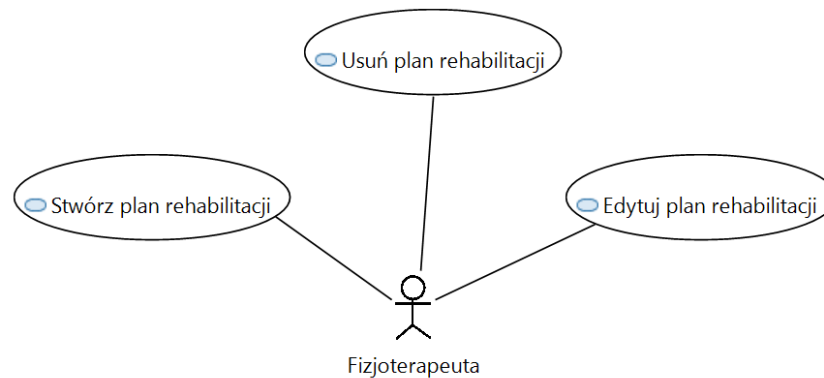 Usuń plan rehabilitacji
Stwórz plan rehabilitacji
Edytuj plan rehabilitacji
Fizjoterapeuta